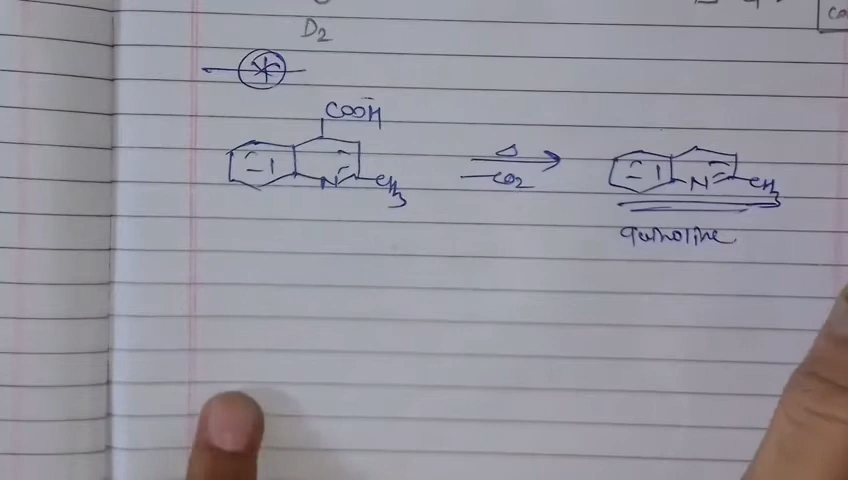 D2
COOH
N CH3
Δ
-CO2
N CH3
quinoline